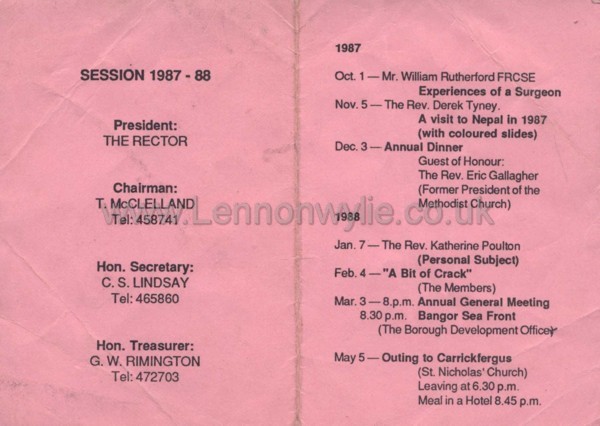 SESSION 1987 - 88
President:
THE RECTOR
Chairman:
T. McCLELLAND
Tel: 458741
Hon. Secretary:
C. S. LINDSAY
Tel: 465860
Hon. Treasurer:
G. W. RIMINGTON
Tel: 472703
1987
Oct. 1 — Mr. William Rutherford FRCSE
Experiences of a Surgeon
Nov. 5 — The Rev. Derek Tyney.
A visit to Nepal in 1987
(with coloured slides)
Dec. 3 — Annual Dinner
Guest of Honour:
The Rev. Eric Gallagher
(Former President of the
Methodist Church)
www.Lennonwylie.co.uk
1988
Jan. 7 — The Rev. Katherine Poulton
(Personal Subject)
Feb. 4 — "A Bit of Crack"
(The Members)
Mar. 3 — 8.p.m. Annual General Meeting
8.30 p.m. Bangor Sea Front
(The Borough Development Officer)
May 5 — Outing to Carrickfergus
(St. Nicholas' Church)
Leaving at 6.30 p.m.
Meal in a Hotel 8.45 p.m.